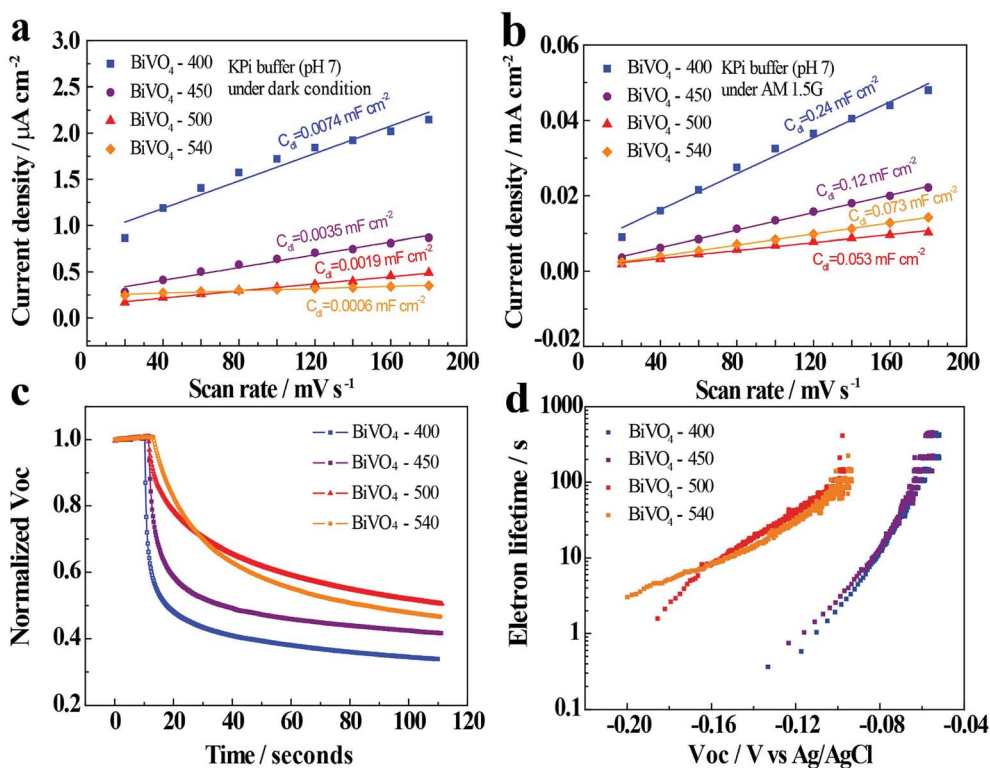 a
3.0
2.5
2.0
1.5
1.0
0.5
0.0
Current density / μA cm⁻²
BiVO₄ - 400
BiVO₄ - 450
BiVO₄ - 500
BiVO₄ - 540
KPi buffer (pH 7)
under dark condition
Cdl=0.0074 mF cm⁻²
Cdl=0.0035 mF cm⁻²
Cdl=0.0019 mF cm⁻²
Cdl=0.0006 mF cm⁻²
0 40 80 120 160 200
Scan rate / mV s⁻¹
b
0.06
0.04
0.02
0.00
-0.02
Current density / mA cm⁻²
BiVO₄ - 400
BiVO₄ - 450
BiVO₄ - 500
BiVO₄ - 540
KPi buffer (pH 7)
under AM 1.5G
Cdl=0.24 mF cm⁻²
Cdl=0.12 mF cm⁻²
Cdl=0.073 mF cm⁻²
Cdl=0.053 mF cm⁻²
0 40 80 120 160 200
Scan rate / mV s⁻¹
c
1.0
0.8
0.6
0.4
0.2
Normalized Voc
BiVO₄ - 400
BiVO₄ - 450
BiVO₄ - 500
BiVO₄ - 540
0 20 40 60 80 100 120
Time / seconds
d
1000
100
10
1
0.1
Eletron lifetime / s
BiVO₄ - 400
BiVO₄ - 450
BiVO₄ - 500
BiVO₄ - 540
-0.20 -0.16 -0.12 -0.08 -0.04
Voc / V vs Ag/AgCl